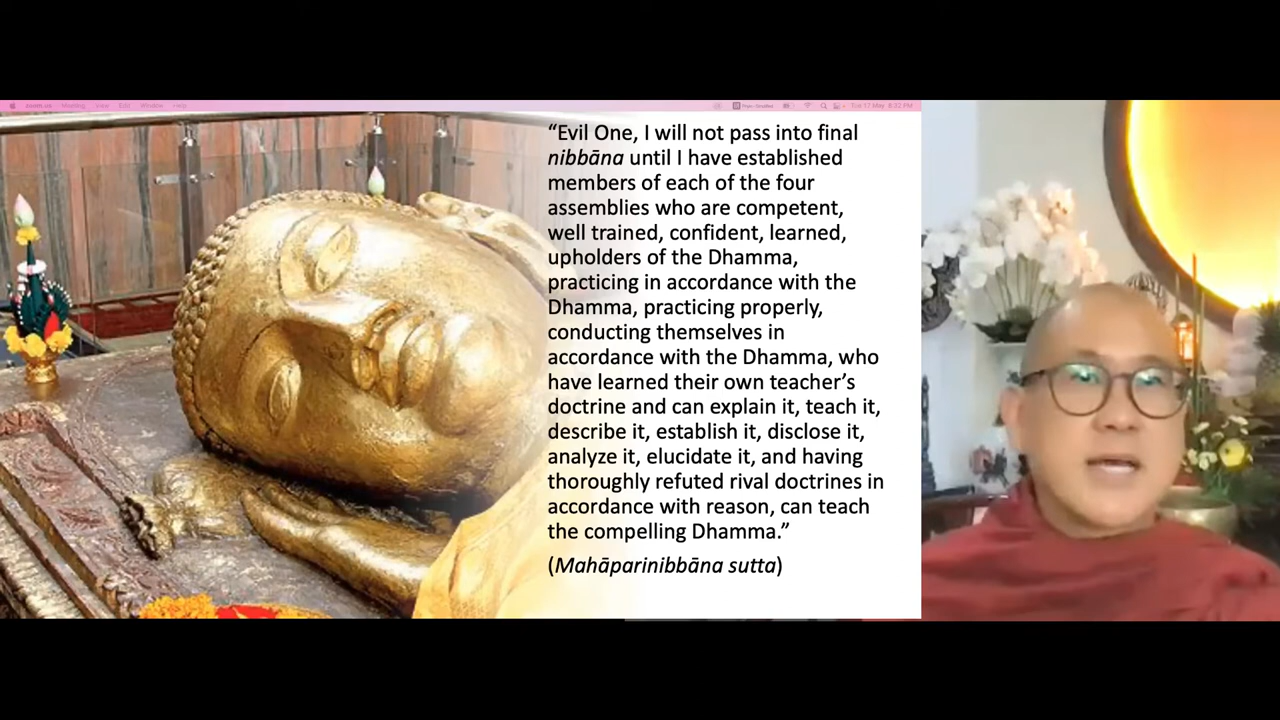 “Evil One, I will not pass into final
nibbāna until I have established
members of each of the four
assemblies who are competent,
well trained, confident, learned,
upholders of the Dhamma,
practicing in accordance with the
Dhamma, practicing properly,
conducting themselves in
accordance with the Dhamma, who
have learned their own teacher’s
doctrine and can explain it, teach it,
describe it, establish it, disclose it,
analyze it, elucidate it, and having
thoroughly refuted rival doctrines in
accordance with reason, can teach
the compelling Dhamma.”
(Mahāparinibbāna sutta)